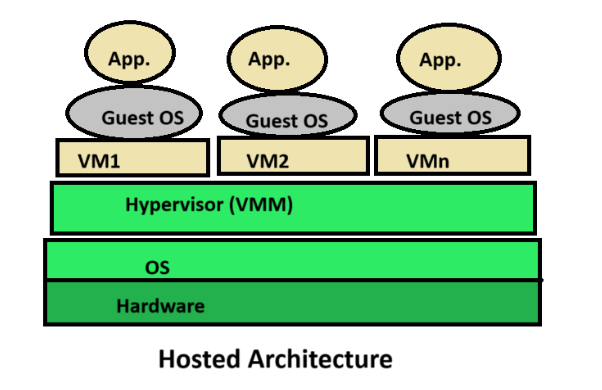 App. App. App.
Guest OS Guest OS Guest OS
VM1 VM2 VMn
Hypervisor (VMM)
OS
Hardware
Hosted Architecture